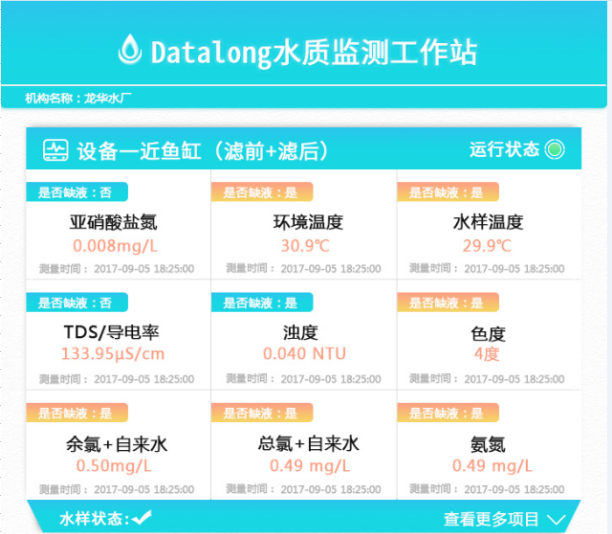 Datalong水质监测工作站
机构名称：龙华水厂
设备一近鱼缸（滤前+滤后）
运行状态
是否缺液：否
是否缺液：是
是否缺液：是
亚硝酸盐氮
环境温度
水样温度
0.008mg/L
30.9℃
29.9℃
测量时间： 2017-09-05 18:25:00
测量时间： 2017-09-05 18:25:00
测量时间： 2017-09-05 18:25:00
是否缺液：否
是否缺液：是
是否缺液：是
TDS/导电率
浊度
色度
133.95μS/cm
0.040 NTU
4度
测量时间： 2017-09-05 18:25:00
测量时间： 2017-09-05 18:25:00
测量时间： 2017-09-05 18:25:00
是否缺液：是
是否缺液：是
是否缺液：是
余氯+自来水
总氯+自来水
氨氮
0.50mg/L
0.49 mg/L
0.49 mg/L
测量时间： 2017-09-05 18:25:00
测量时间： 2017-09-05 18:25:00
测量时间： 2017-09-05 18:25:00
水样状态:
查看更多项目